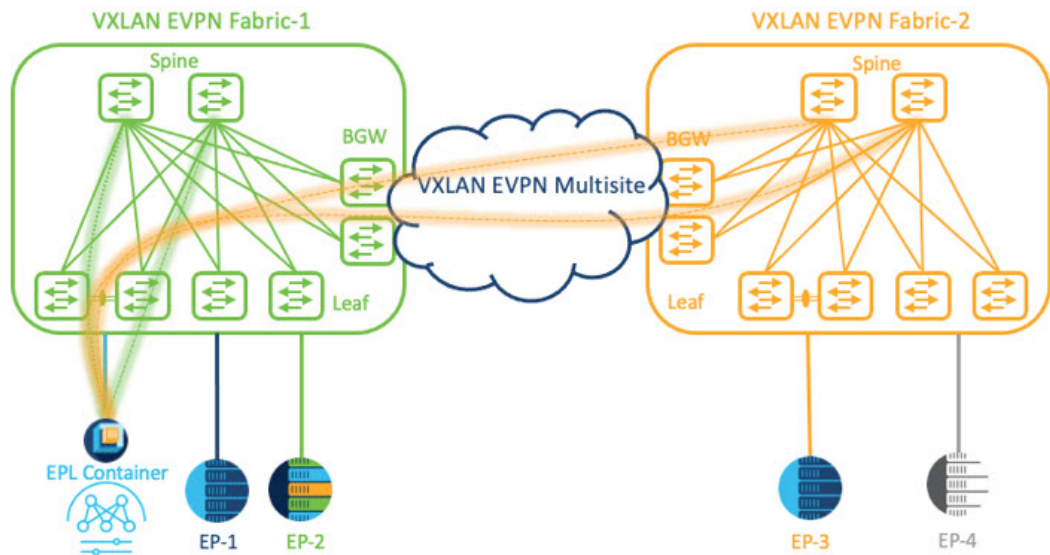 VXLAN EVPN Fabric-1
VXLAN EVPN Fabric-2
Spine
Spine
BGW
BGW
VXLAN EVPN Multisite
Leaf
Leaf
EPL Container
EP-1
EP-2
EP-3
EP-4